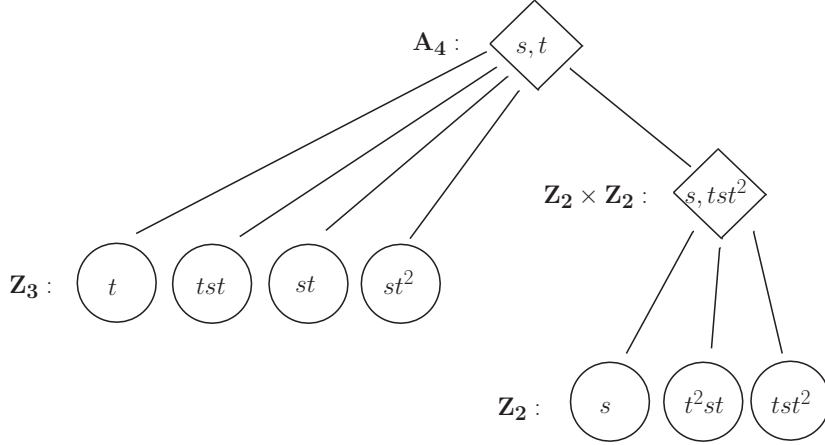 A₄ : s, t
Z₂ × Z₂ : s, tst²
Z₃ : t tst st st²
Z₂ : s t²st tst²